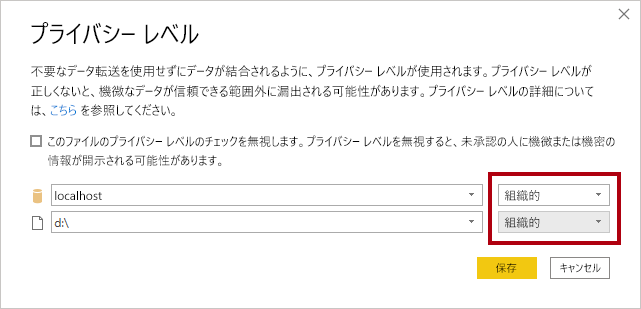 プライバシー レベル
不要なデータ転送を使用せずにデータが結合されるように、プライバシー レベルが使用されます。プライバシー レベルが
正しくないと、機微なデータが信頼できる範囲外に漏出される可能性があります。プライバシー レベルの詳細について
は、こちら を参照してください。
このファイルのプライバシー レベルのチェックを無視します。プライバシー レベルを無視すると、未承認の人に機微または機密の
情報が開示される可能性があります。
localhost 組織的
d:\ 組織的
保存 キャンセル